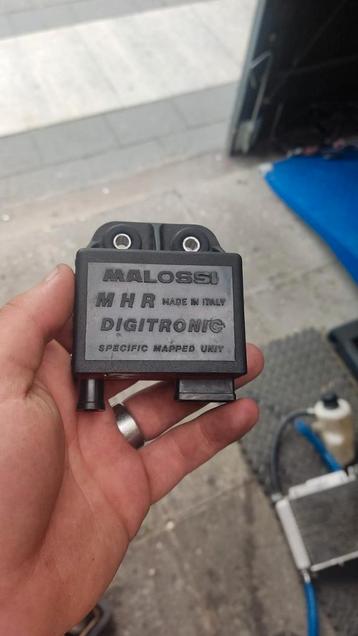 MALOSSI
MHR MADE IN ITALY
DIGITRONIC
SPECIFIC MAPPED UNIT